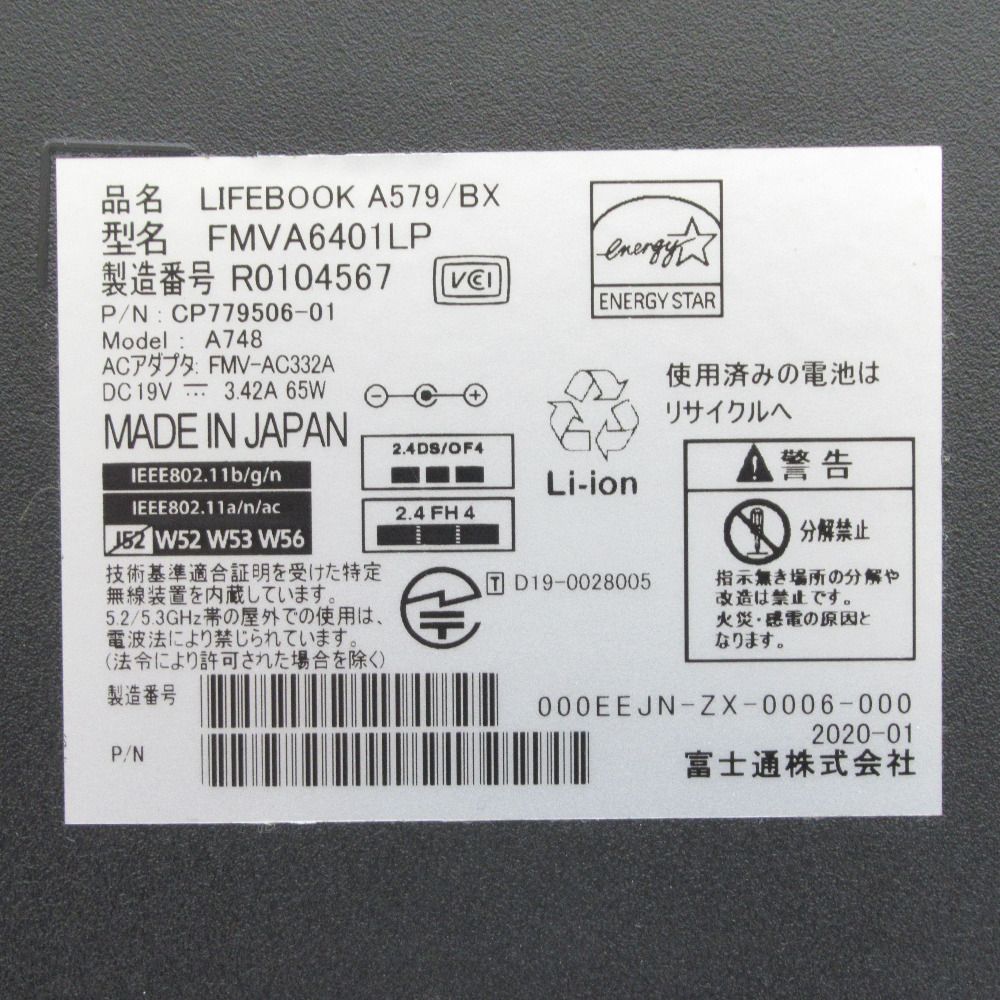 品名 LIFEBOOK A579/BX
型名 FMVA6401LP
製造番号 R0104567
VCCI
P/N : CP779506-01
Model : A748
ACアダプタ: FMV-AC332A
DC19V ⎓ 3.42A 65W
MADE IN JAPAN
energy
ENERGY STAR
使用済みの電池は
リサイクルへ
Li-ion
IEEE802.11b/g/n
IEEE802.11a/n/ac
J52 W52 W53 W56
2.4DS/OF4
2.4 FH 4
警告
分解禁止
指示無き場所の分解や
改造は禁止です。
火災・感電の原因と
なります。
技術基準適合証明を受けた特定
無線装置を内蔵しています。
5.2/5.3GHz帯の屋外での使用は、
電波法により禁じられています。
(法令により許可された場合を除く)
T D19-0028005
製造番号
P/N
000EEJN-ZX-0006-000
2020-01
富士通株式会社